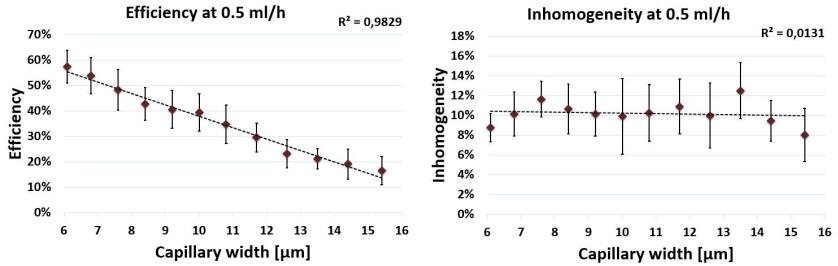 Efficiency at 0.5 ml/h
R² = 0,9829
70%
60%
50%
40%
30%
20%
10%
0%
Efficiency
6 7 8 9 10 11 12 13 14 15 16
Capillary width [µm]
Inhomogeneity at 0.5 ml/h
R² = 0,0131
18%
16%
14%
12%
10%
8%
6%
4%
2%
0%
Inhomogeneity
6 7 8 9 10 11 12 13 14 15 16
Capillary width [µm]